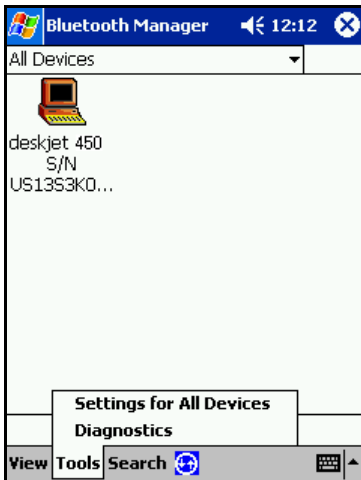 Bluetooth Manager 12:12
All Devices
deskjet 450
S/N
US13S3K0...
Settings for All Devices
Diagnostics
View Tools Search